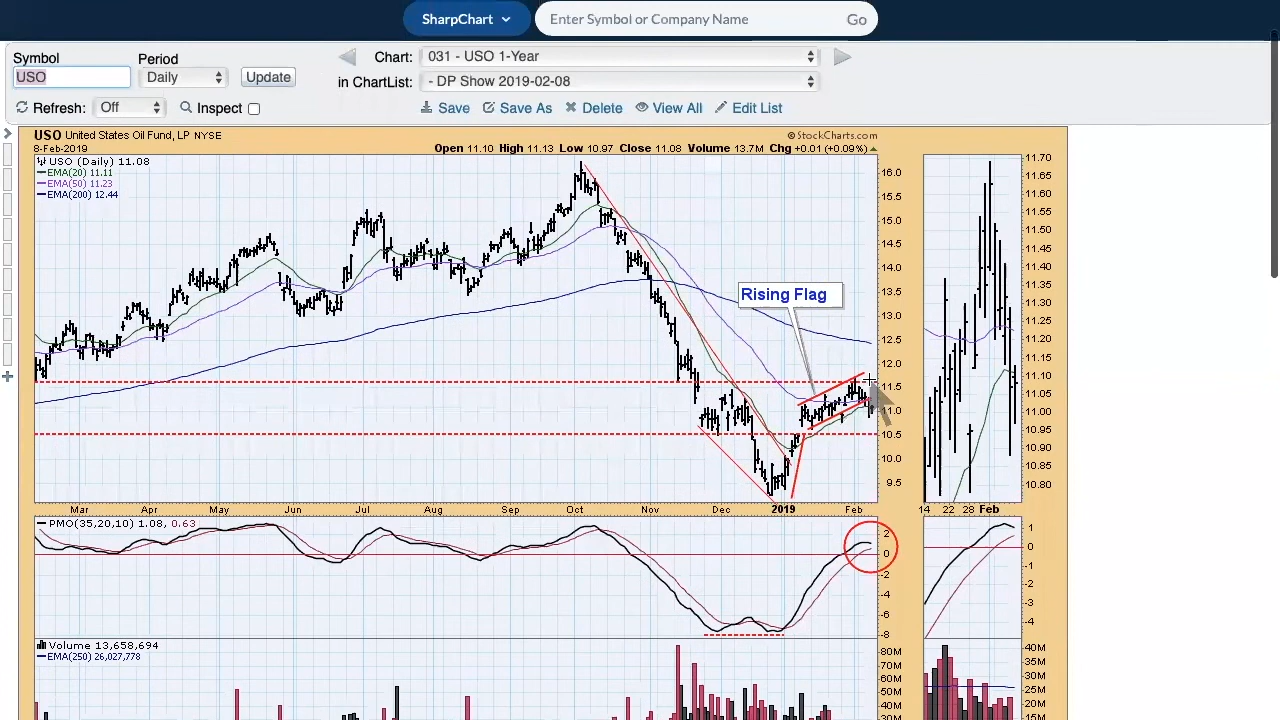 SharpChart
Enter Symbol or Company Name
Go
Symbol
Period
Chart:
031 - USO 1-Year
USO
Daily
Update
in ChartList:
- DP Show 2019-02-08
Refresh:
Off
Inspect
Save
Save As
Delete
View All
Edit List
USO United States Oil Fund, LP NYSE
© StockCharts.com
8-Feb-2019
Open 11.10 High 11.13 Low 10.97 Close 11.08 Volume 13.7M Chg +0.01 (+0.09%)
USO (Daily) 11.08
EMA(20) 11.11
EMA(50) 11.23
EMA(200) 12.44
16.0
15.5
15.0
14.5
14.0
13.5
13.0
12.5
12.0
11.5
11.0
10.5
10.0
9.5
Rising Flag
11.70
11.65
11.60
11.55
11.50
11.45
11.40
11.35
11.30
11.25
11.20
11.15
11.10
11.05
11.00
10.95
10.90
10.85
10.80
Mar Apr May Jun Jul Aug Sep Oct Nov Dec 2019 Feb
14 22 28 Feb
PMO(35,20,10) 1.08, 0.63
2
0
-2
-4
-6
-8
1
0
-1
-2
-3
-4
Volume 13,658,694
EMA(250) 26,027,778
80M
70M
60M
50M
40M
30M
40M
35M
30M
25M
20M
15M